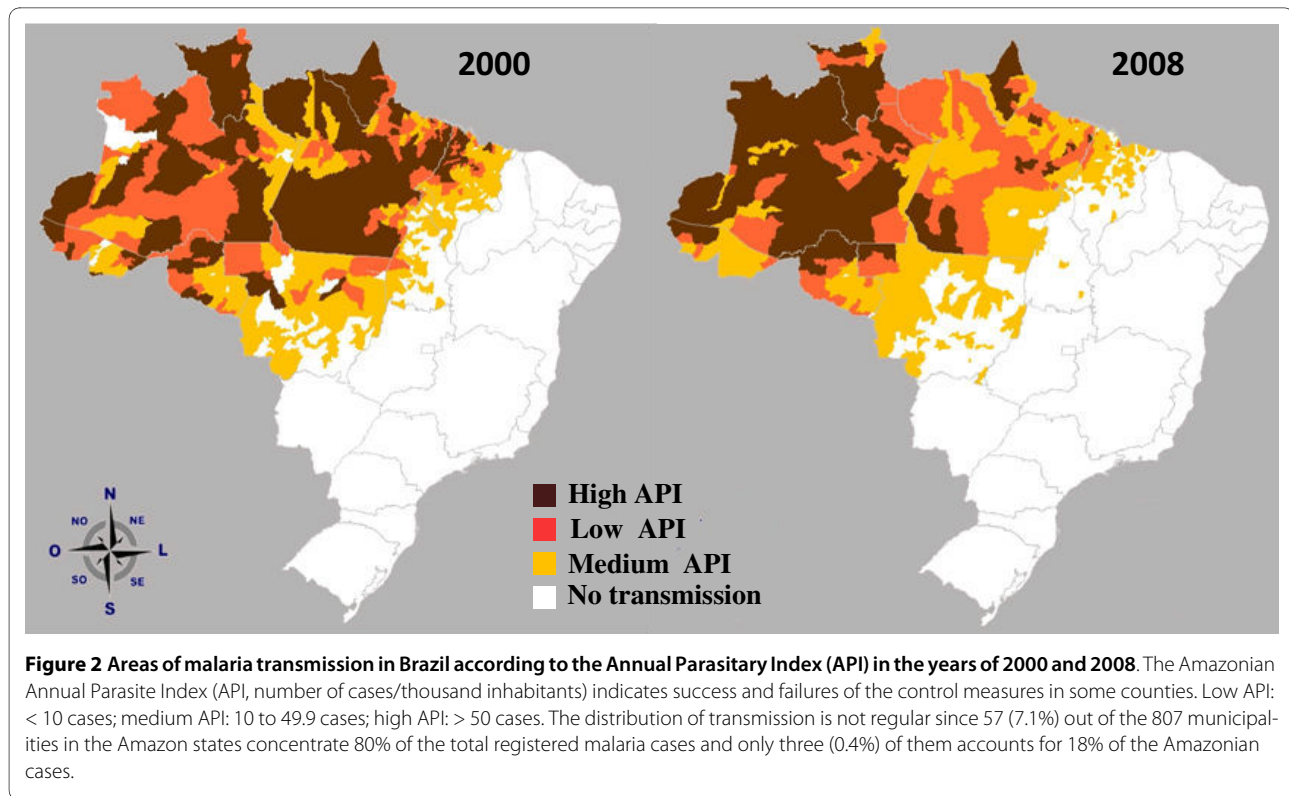 2000
2008
N
NO
NE
O
L
SO
SE
S
High API
Low API
Medium API
No transmission
Figure 2 Areas of malaria transmission in Brazil according to the Annual Parasitary Index (API) in the years of 2000 and 2008. The Amazonian
Annual Parasite Index (API, number of cases/thousand inhabitants) indicates success and failures of the control measures in some counties. Low API:
< 10 cases; medium API: 10 to 49.9 cases; high API: > 50 cases. The distribution of transmission is not regular since 57 (7.1%) out of the 807 municipal-
ities in the Amazon states concentrate 80% of the total registered malaria cases and only three (0.4%) of them accounts for 18% of the Amazonian
cases.